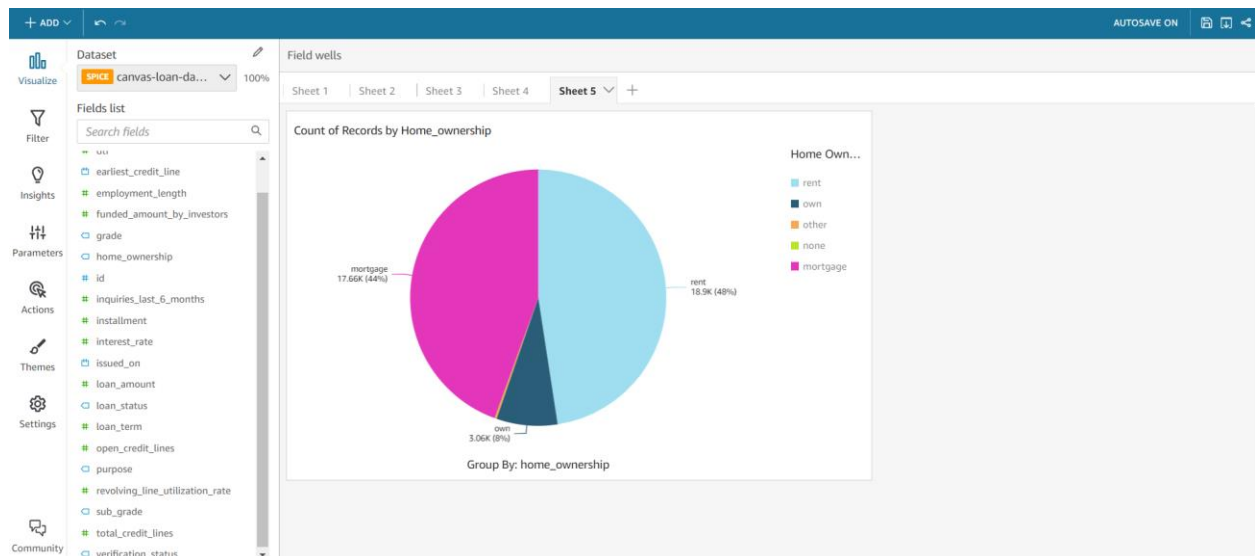 ADD
AUTOSAVE ON
Visualize
Filter
Insights
Parameters
Actions
Themes
Settings
Community
Dataset
SPICE canvas-loan-da... 100%
Fields list
Search fields
earliest_credit_line
employment_length
funded_amount_by_investors
grade
home_ownership
id
inquiries_last_6_months
installment
interest_rate
issued_on
loan_amount
loan_status
loan_term
open_credit_lines
purpose
revolving_line_utilization_rate
sub_grade
total_credit_lines
verification_status
Field wells
Sheet 1 Sheet 2 Sheet 3 Sheet 4 Sheet 5
Count of Records by Home_ownership
mortgage
17.66K (44%)
rent
18.9K (48%)
own
3.06K (8%)
Group By: home_ownership
Home Own...
rent
own
other
none
mortgage